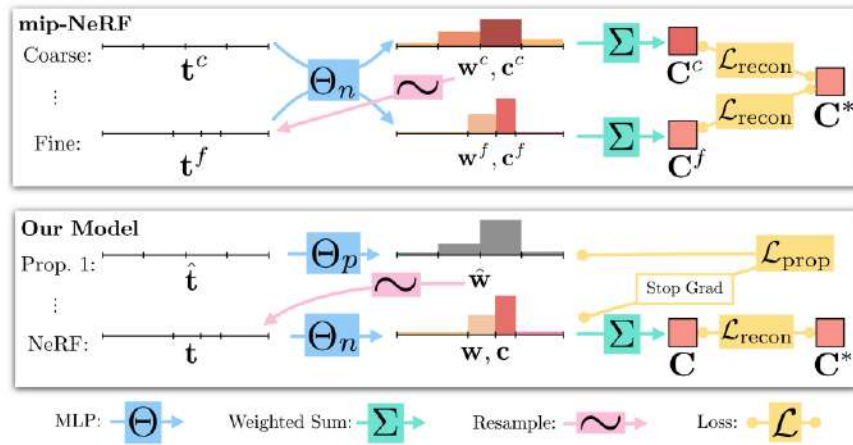 mip-NeRF
Coarse: t^c Θ_n w^c, c^c Σ C^c ℒ_recon
⋮ ~ ℒ_recon C*
Fine: t^f w^f, c^f Σ C^f
Our Model
Prop. 1: t̂ Θ_p ŵ ℒ_prop
⋮ ~ Stop Grad
NeRF: t Θ_n w, c Σ C ℒ_recon C*
MLP: Θ Weighted Sum: Σ Resample: ~ Loss: ℒ